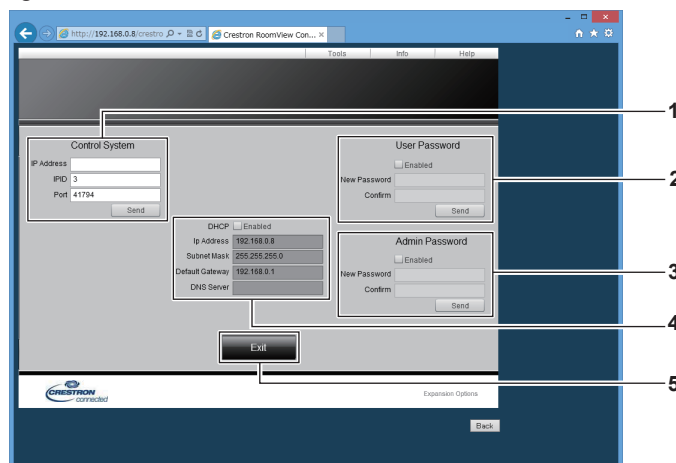 http://192.168.0.8/crestro
Crestron RoomView Con...
Tools Info Help
1
Control System
IP Address
IPID 3
Port 41794
Send
User Password
Enabled
New Password
Confirm
Send
2
DHCP Enabled
Ip Address 192.168.0.8
Subnet Mask 255.255.255.0
Default Gateway 192.168.0.1
DNS Server
Admin Password
Enabled
New Password
Confirm
Send
3
4
Exit
5
CRESTRON
connected
Expansion Options
Back